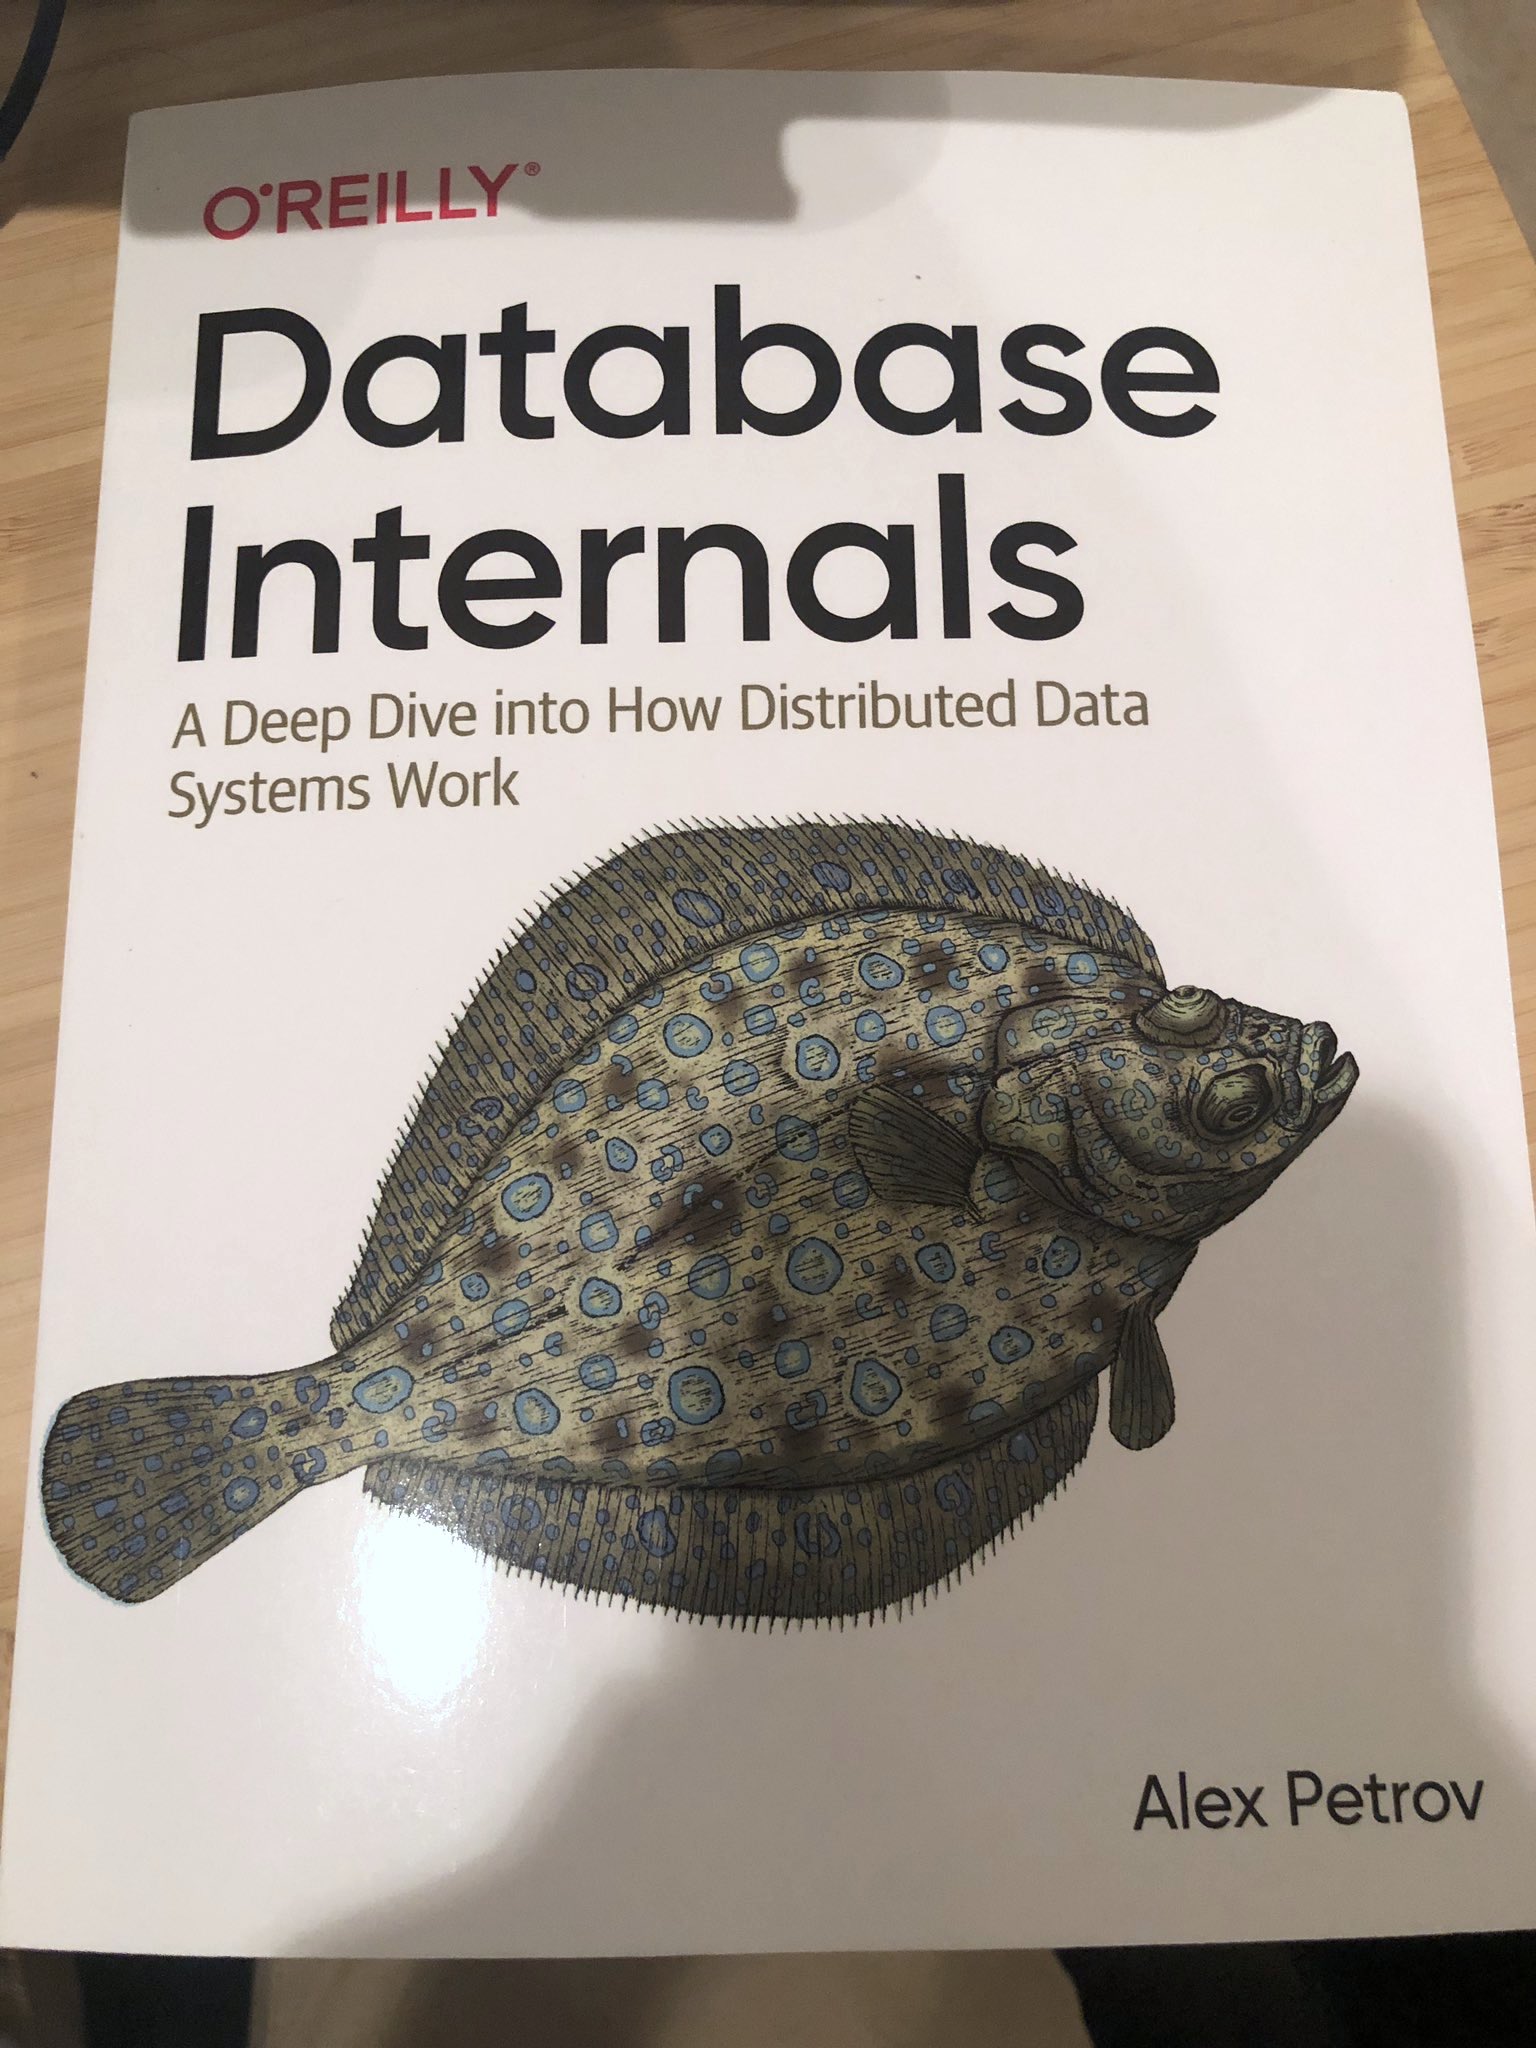 O'REILLY®
Database
Internals
A Deep Dive into How Distributed Data
Systems Work
Alex Petrov